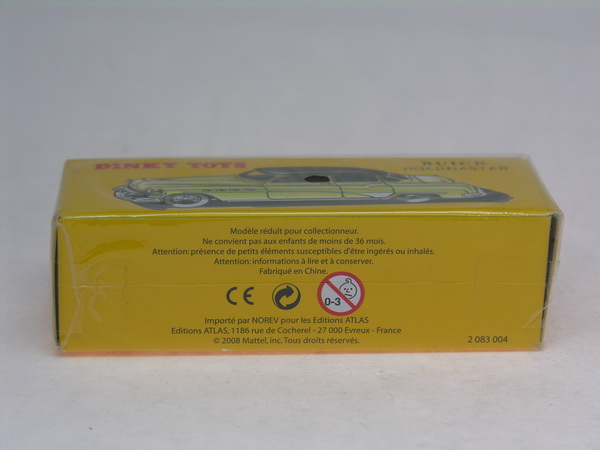 DINKY TOYS
BUICK
ROADMASTER
Modèle réduit pour collectionneur.
Ne convient pas aux enfants de moins de 36 mois.
Attention: présence de petits éléments susceptibles d'être ingérés ou inhalés.
Attention: informations à lire et à conserver.
Fabriqué en Chine.
CE
0-3
Importé par NOREV pour les Editions ATLAS
Editions ATLAS, 1186 rue de Cocherel - 27 000 Evreux - France
© 2008 Mattel, inc. Tous droits réservés.
2 083 004